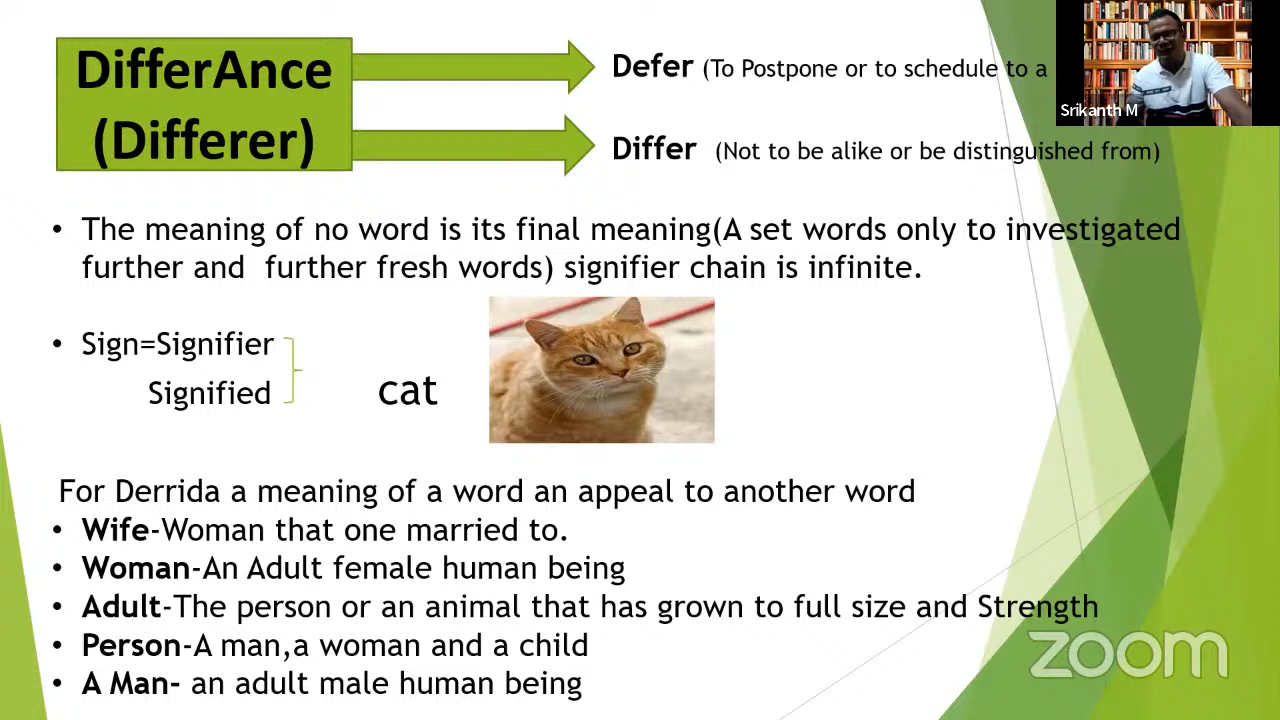 DifferAnce
(Differer)
Defer (To Postpone or to schedule to a
Srikanth M
Differ (Not to be alike or be distinguished from)
• The meaning of no word is its final meaning(A set words only to investigated
further and further fresh words) signifier chain is infinite.
• Sign=Signifier
Signified
cat
For Derrida a meaning of a word an appeal to another word
• Wife-Woman that one married to.
• Woman-An Adult female human being
• Adult-The person or an animal that has grown to full size and Strength
• Person-A man,a woman and a child
• A Man- an adult male human being
zoom